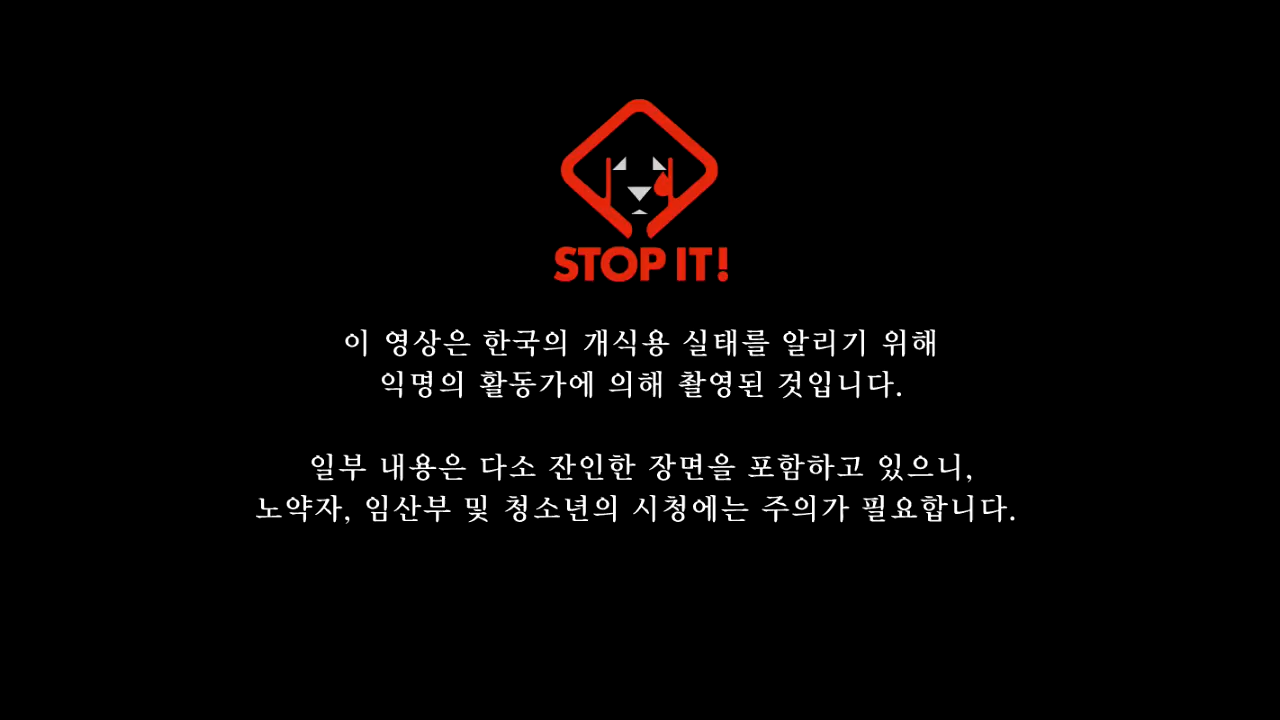 STOP IT!
이 영상은 한국의 개식용 실태를 알리기 위해
익명의 활동가에 의해 촬영된 것입니다.
일부 내용은 다소 잔인한 장면을 포함하고 있으니,
노약자, 임산부 및 청소년의 시청에는 주의가 필요합니다.